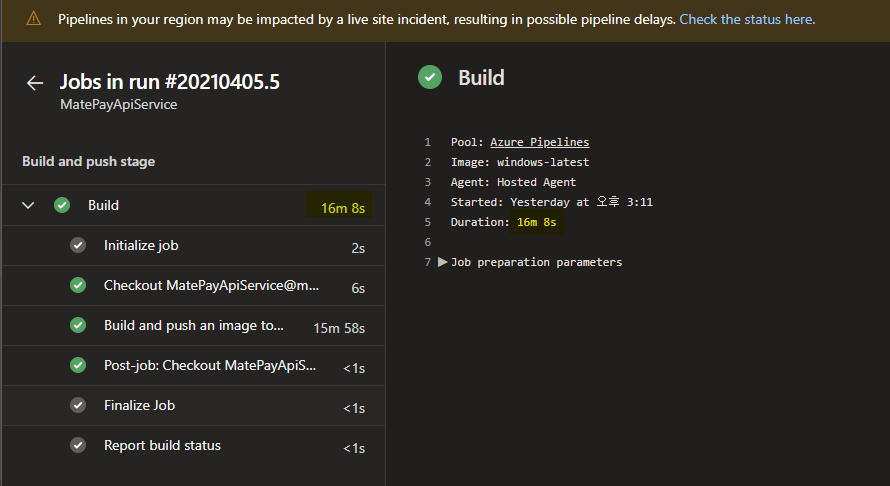 Pipelines in your region may be impacted by a live site incident, resulting in possible pipeline delays. Check the status here.
Jobs in run #20210405.5
MatePayApiService
Build and push stage
Build 16m 8s
Initialize job 2s
Checkout MatePayApiService@m... 6s
Build and push an image to... 15m 58s
Post-job: Checkout MatePayApiS... <1s
Finalize Job <1s
Report build status <1s
Build
1 Pool: Azure Pipelines
2 Image: windows-latest
3 Agent: Hosted Agent
4 Started: Yesterday at 오후 3:11
5 Duration: 16m 8s
6
7 Job preparation parameters